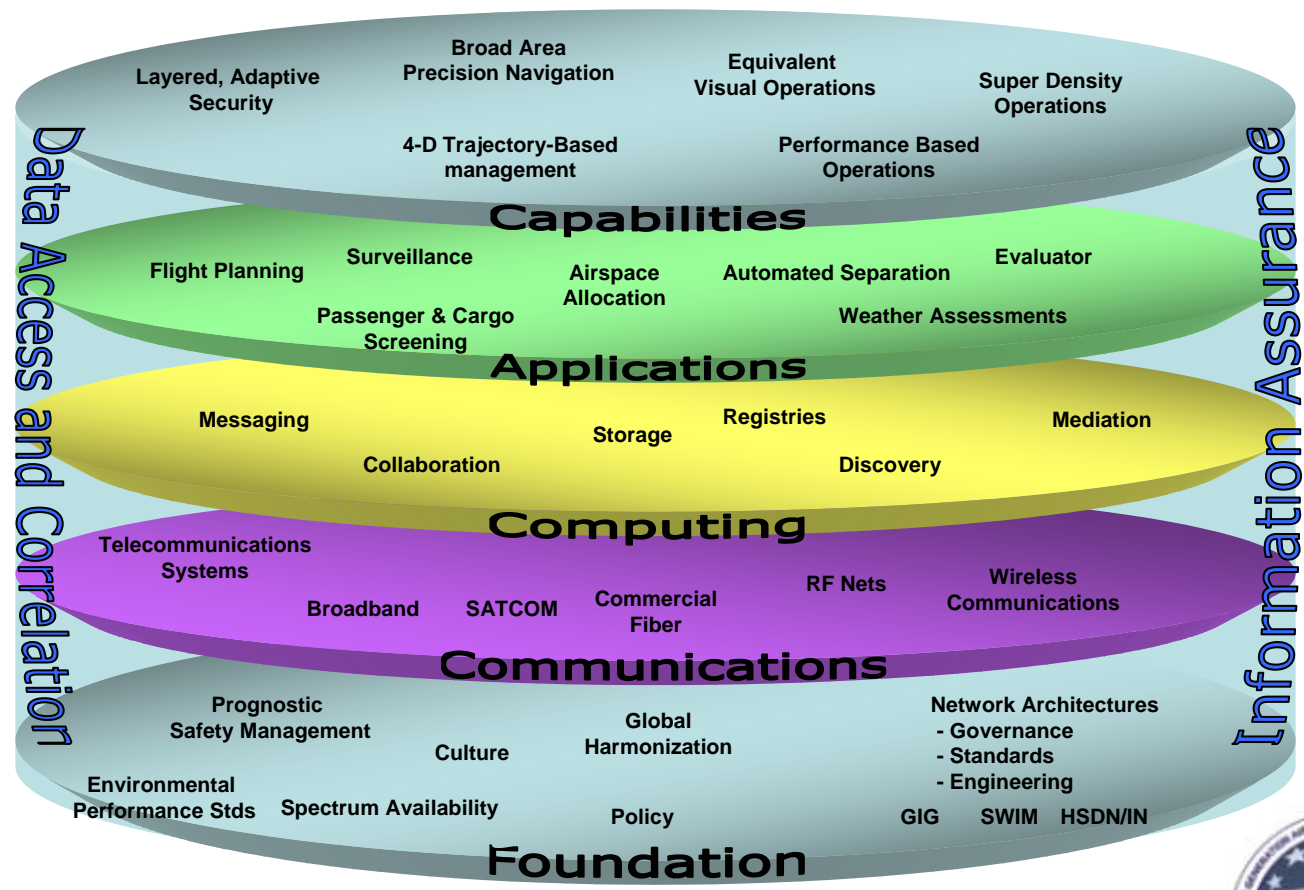 Broad Area
Precision Navigation
Layered, Adaptive
Security
Equivalent
Visual Operations
Super Density
Operations
4-D Trajectory-Based
management
Performance Based
Operations
Capabilities
Flight Planning
Surveillance
Airspace
Allocation
Automated Separation
Evaluator
Passenger & Cargo
Screening
Weather Assessments
Applications
Messaging
Storage
Registries
Mediation
Collaboration
Discovery
Computing
Telecommunications
Systems
Broadband
SATCOM
Commercial
Fiber
RF Nets
Wireless
Communications
Communications
Prognostic
Safety Management
Culture
Global
Harmonization
Network Architectures
- Governance
- Standards
- Engineering
Environmental
Performance Stds
Spectrum Availability
Policy
GIG SWIM HSDN/IN
Foundation
Data Access and Correlation
Information Assurance